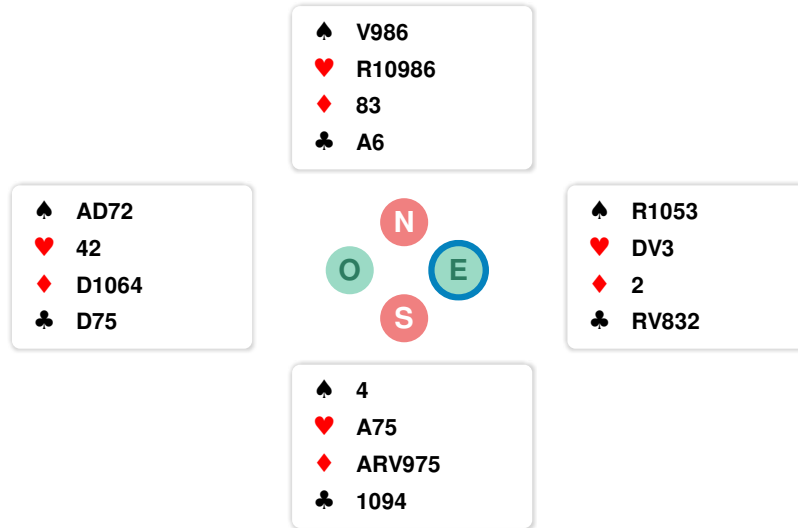 ♠ V986
♥ R10986
♦ 83
♣ A6
♠ AD72
♥ 42
♦ D1064
♣ D75
N
O
E
S
♠ R1053
♥ DV3
♦ 2
♣ RV832
♠ 4
♥ A75
♦ ARV975
♣ 1094